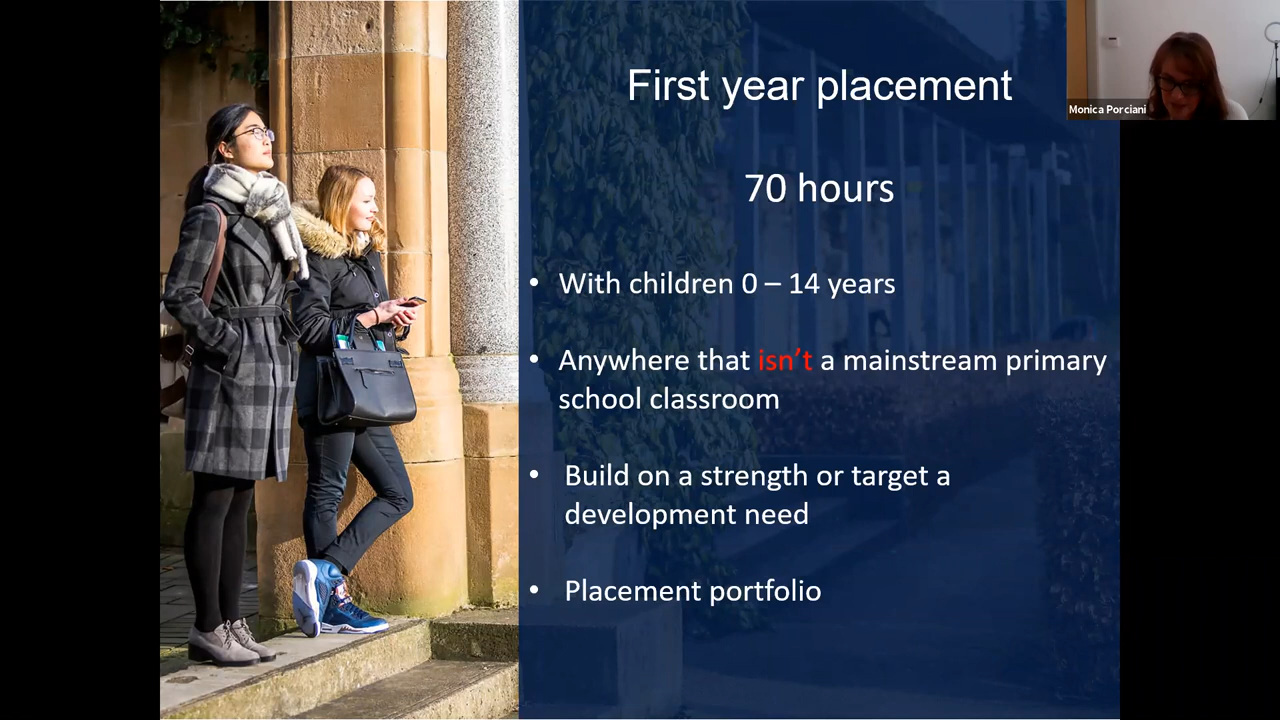 First year placement
Monica Porciani
70 hours
• With children 0 – 14 years
• Anywhere that isn't a mainstream primary
school classroom
• Build on a strength or target a
development need
• Placement portfolio